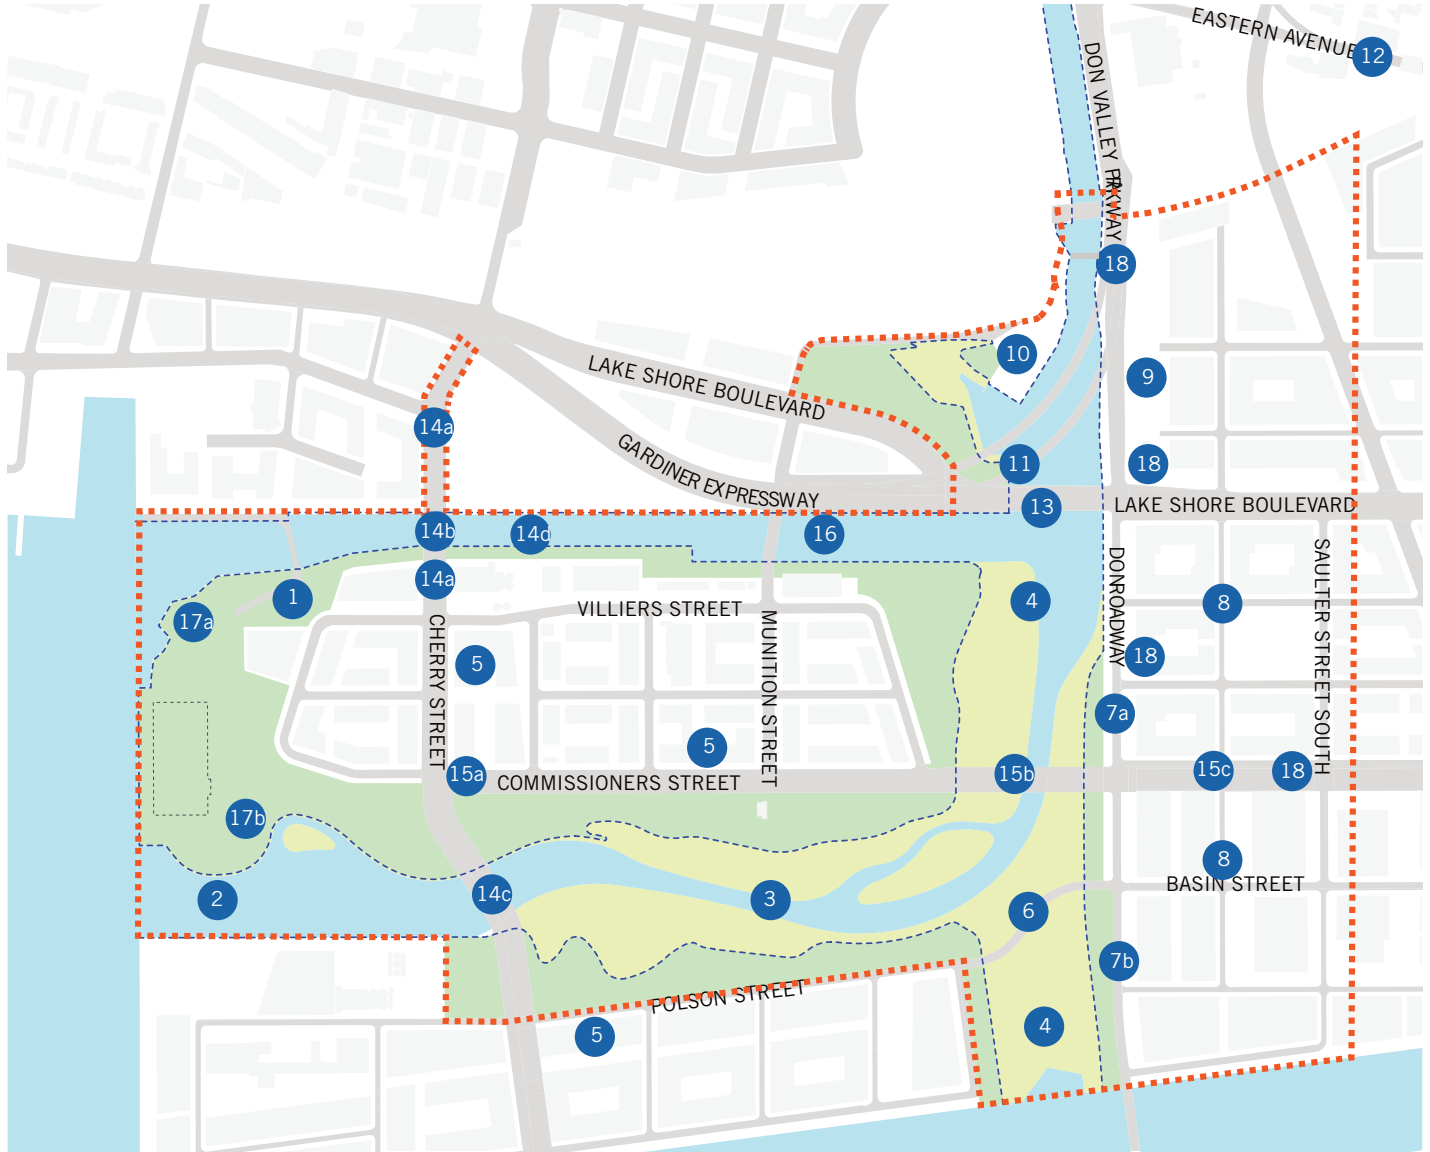 EASTERN AVENUE
12
DON VALLEY PARKWAY
18
10
9
LAKE SHORE BOULEVARD
14a
GARDINER EXPRESSWAY
11
18
13
LAKE SHORE BOULEVARD
14b
14d
16
14a
1
17a
VILLIERS STREET
4
8
DON ROADWAY
SAULTER STREET SOUTH
CHERRY STREET
MUNITION STREET
5
18
7a
5
15a
COMMISSIONERS STREET
15b
15c
18
17b
8
BASIN STREET
2
14c
3
6
7b
POLSON STREET
5
4